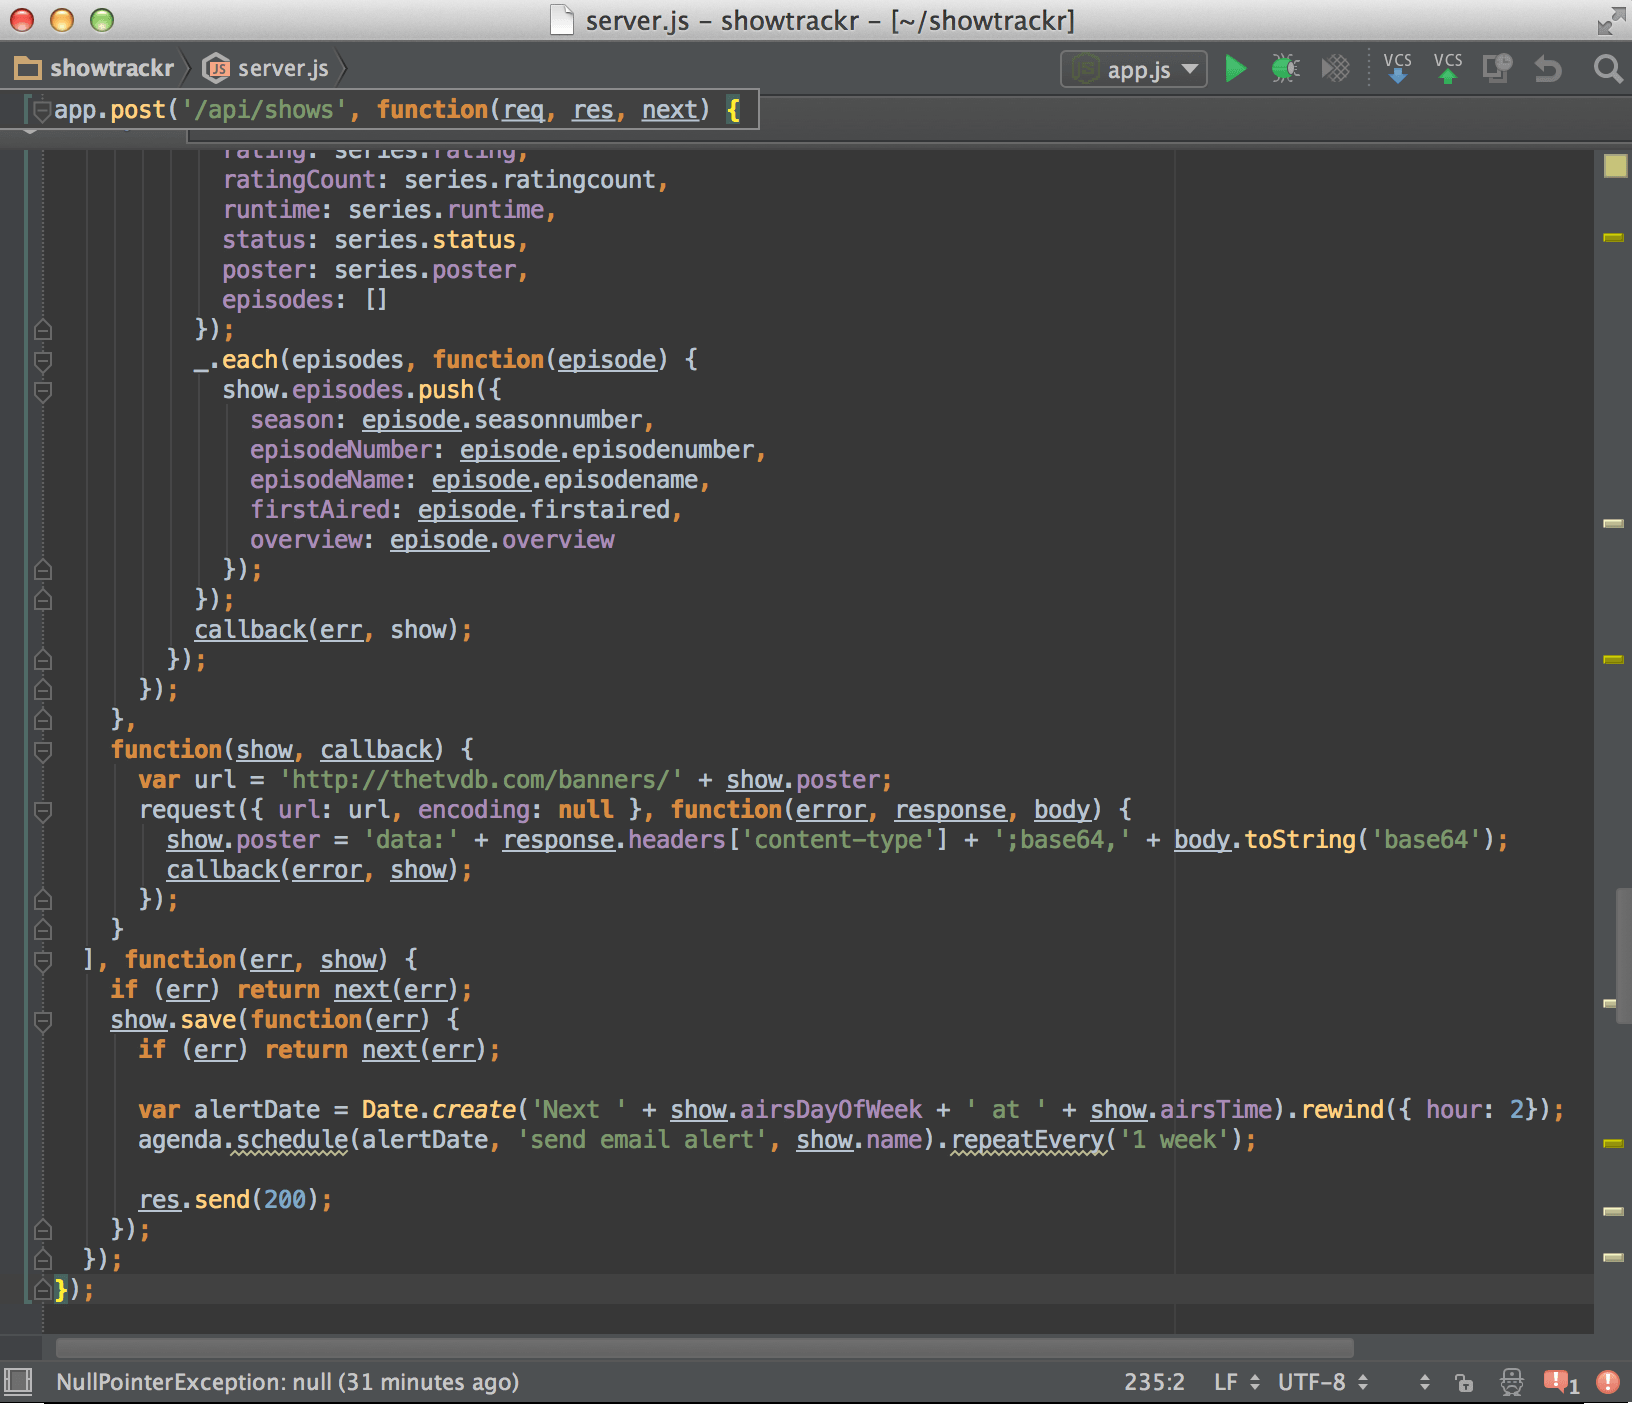 server.js – showtrackr – [~/showtrackr]
showtrackr server.js app.js VCS VCS
app.post('/api/shows', function(req, res, next) {
rating: series.rating,
ratingCount: series.ratingcount,
runtime: series.runtime,
status: series.status,
poster: series.poster,
episodes: []
});
_.each(episodes, function(episode) {
show.episodes.push({
season: episode.seasonnumber,
episodeNumber: episode.episodenumber,
episodeName: episode.episodename,
firstAired: episode.firstaired,
overview: episode.overview
});
});
callback(err, show);
});
});
},
function(show, callback) {
var url = 'http://thetvdb.com/banners/' + show.poster;
request({ url: url, encoding: null }, function(error, response, body) {
show.poster = 'data:' + response.headers['content-type'] + ';base64,' + body.toString('base64');
callback(error, show);
});
}
], function(err, show) {
if (err) return next(err);
show.save(function(err) {
if (err) return next(err);
var alertDate = Date.create('Next ' + show.airsDayOfWeek + ' at ' + show.airsTime).rewind({ hour: 2});
agenda.schedule(alertDate, 'send email alert', show.name).repeatEvery('1 week');
res.send(200);
});
});
});
NullPointerException: null (31 minutes ago) 235:2 LF UTF-8 1